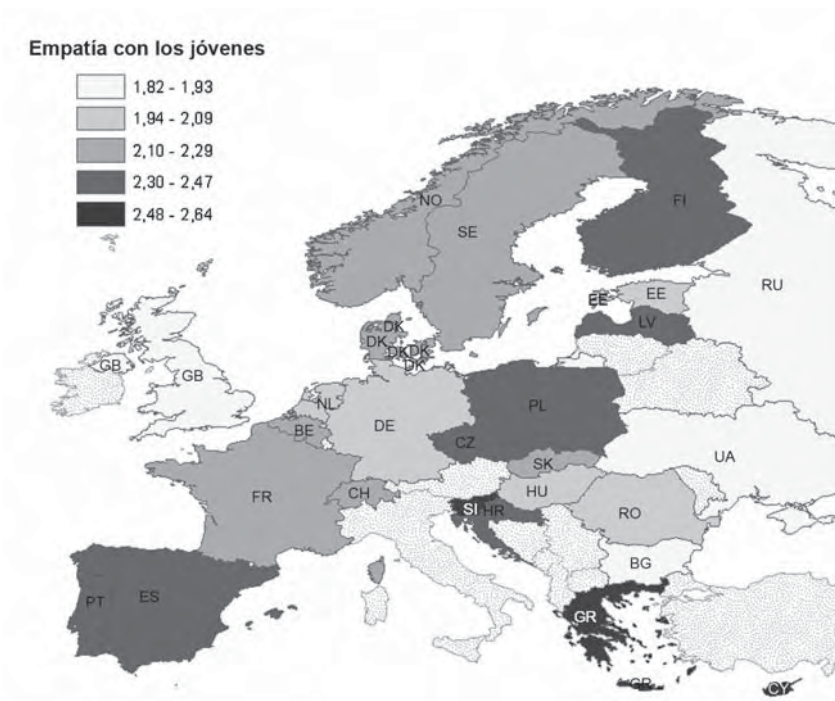 Empatía con los jóvenes
1,82 - 1,93
1,94 - 2,09
2,10 - 2,29
2,30 - 2,47
2,48 - 2,64
NO
FI
SE
RU
EE
EE
LV
DK
DK
DK
DK
DK
GB
GB
NL
PL
DE
BE
CZ
UA
SK
CH
FR
HU
SI
HR
RO
BG
PT
ES
GR
GR
CY